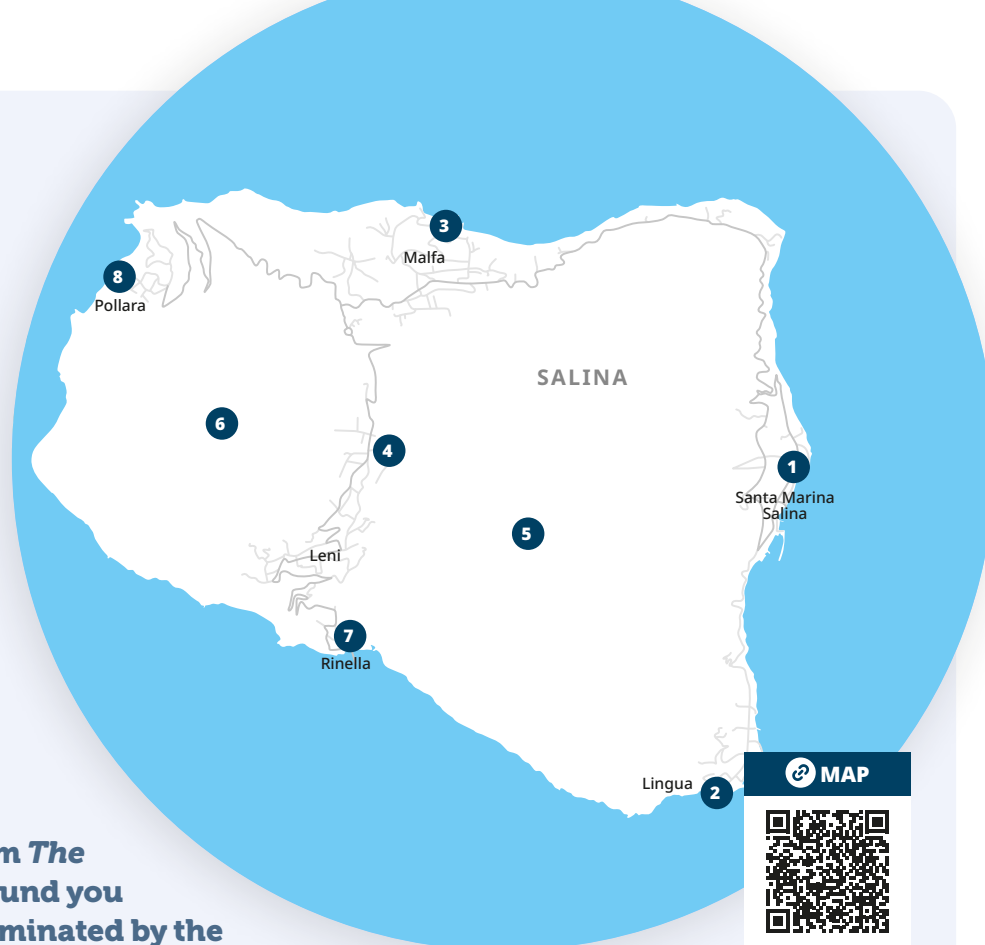 3
Malfa
8
Pollara
SALINA
6
4
1
Santa Marina
Salina
5
Leni
7
Rinella
Lingua
2
MAP
m The
und you
minated by the